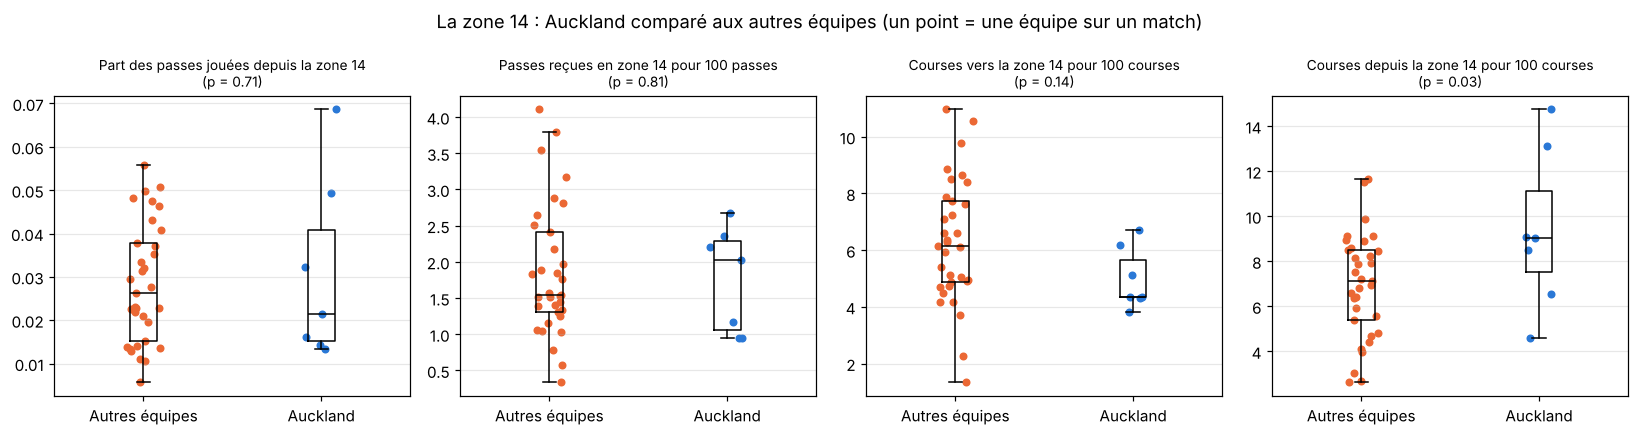 La zone 14 : Auckland comparé aux autres équipes (un point = une équipe sur un match)
Part des passes jouées depuis la zone 14
(p = 0.71)
0.07
0.06
0.05
0.04
0.03
0.02
0.01
Autres équipes
Auckland
Passes reçues en zone 14 pour 100 passes
(p = 0.81)
4.0
3.5
3.0
2.5
2.0
1.5
1.0
0.5
Autres équipes
Auckland
Courses vers la zone 14 pour 100 courses
(p = 0.14)
10
8
6
4
2
Autres équipes
Auckland
Courses depuis la zone 14 pour 100 courses
(p = 0.03)
14
12
10
8
6
4
Autres équipes
Auckland